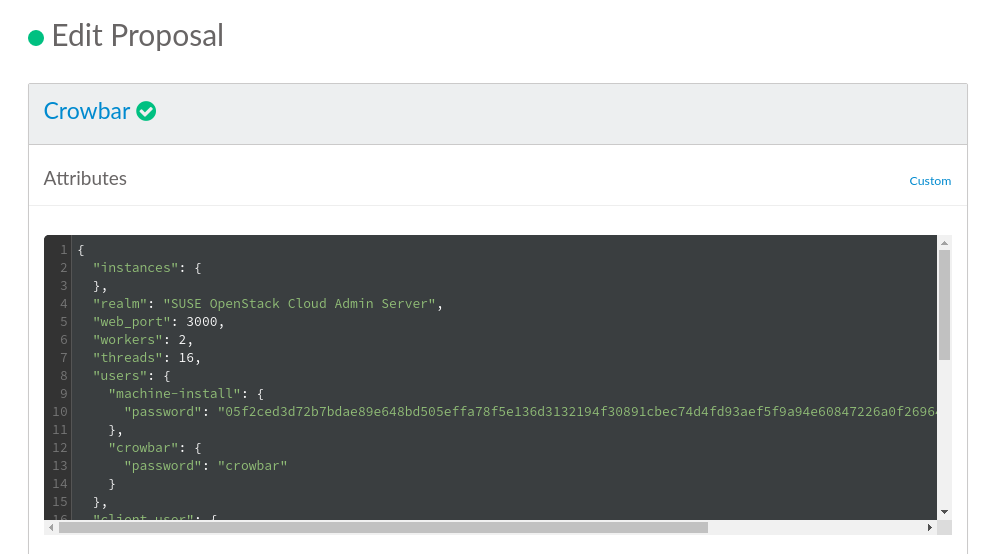 Edit Proposal
Crowbar
Attributes
Custom
1 {
2 "instances": {
3 },
4 "realm": "SUSE OpenStack Cloud Admin Server",
5 "web_port": 3000,
6 "workers": 2,
7 "threads": 16,
8 "users": {
9 "machine-install": {
10 "password": "05f2ced3d72b7bdae89e648bd505effa78f5e136d3132194f30891cbec74d4fd93aef5f9a94e60847226a0f2696
11 },
12 "crowbar": {
13 "password": "crowbar"
14 }
15 },
16 "client_user": {